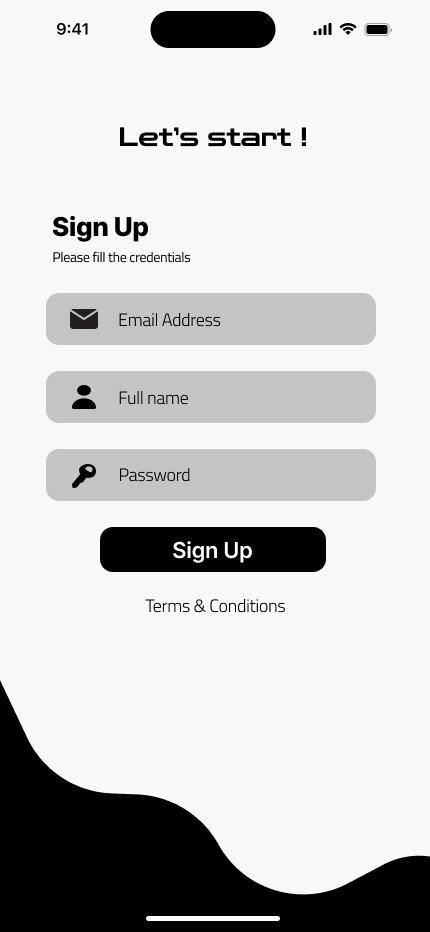 9:41
Let's start !
Sign Up
Please fill the credentials
Email Address
Full name
Password
Sign Up
Terms & Conditions